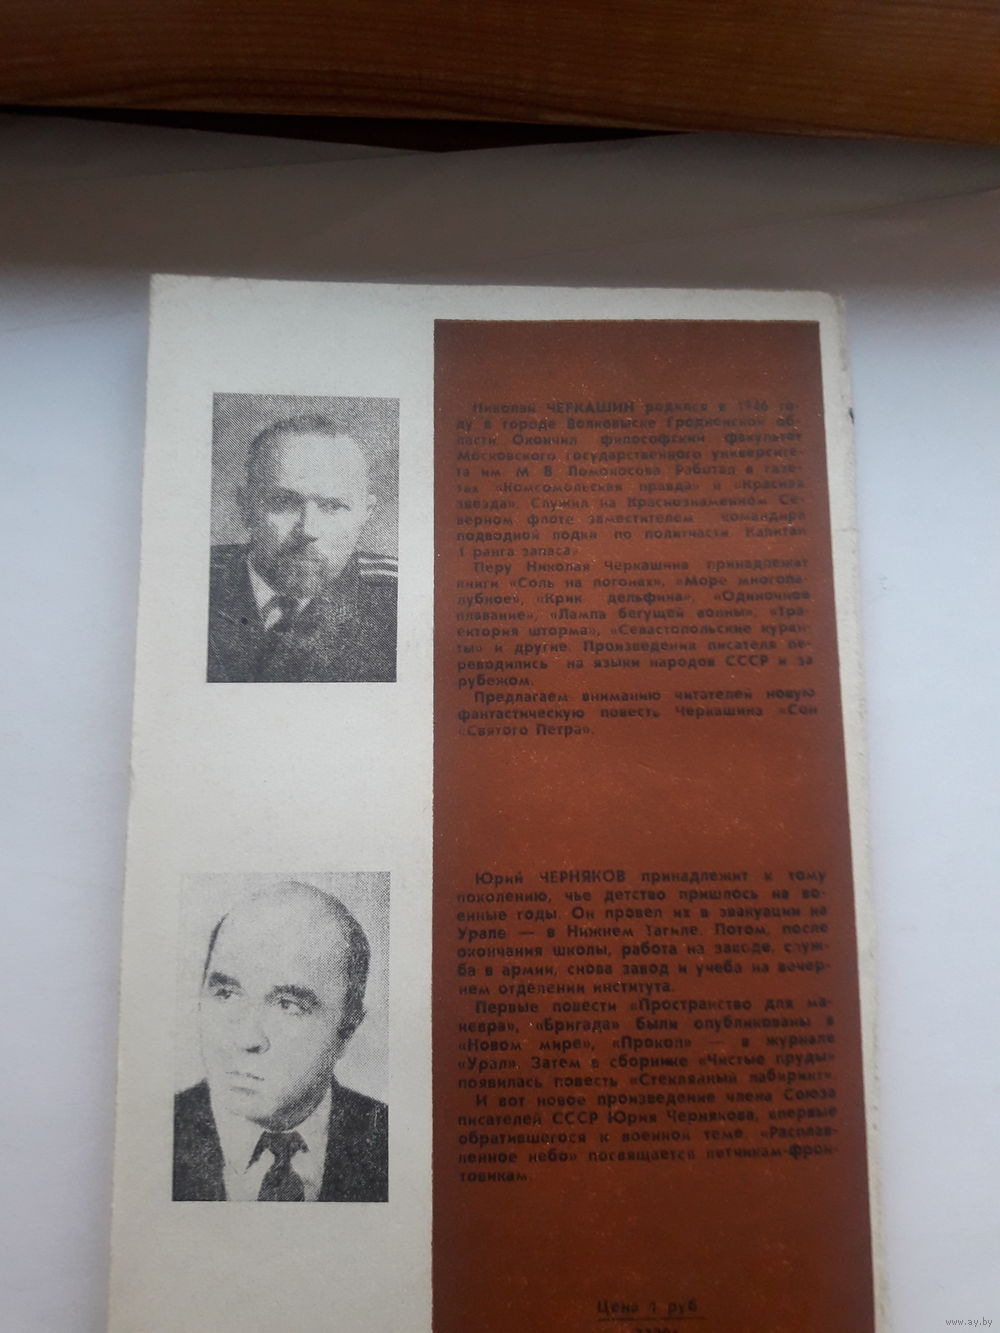 Николай ЧЕРКАШИН родился в 1946 го-
ду в городе Волковыске Гродненской об-
ласти. Окончил философский факультет
Московского государственного университе-
та им. М. В. Ломоносова. Работал в газе-
тах «Комсомольская правда» и «Красная
звезда». Служил на Краснознаменном Се-
верном флоте заместителем командира
подводной лодки по политчасти. Капитан
1 ранга запаса.
Перу Николая Черкашина принадлежат
книги «Соль на погонах», «Море многопа-
лубное», «Крик дельфина», «Одиночное
плавание», «Лампа бегущей волны», «Тра-
ектория шторма», «Севастопольские куран-
ты» и другие. Произведения писателя пе-
реводились на языки народов СССР и за
рубежом.
Предлагаем вниманию читателей новую
фантастическую повесть Черкашина «Сон
«Святого Петра».
Юрий ЧЕРНЯКОВ принадлежит к тому
поколению, чье детство пришлось на во-
енные годы. Он провел их в эвакуации на
Урале — в Нижнем Тагиле. Потом, после
окончания школы, работа на заводе, служ-
ба в армии, снова завод и учеба на вечер-
нем отделении института.
Первые повести «Пространство для ма-
невра», «Бригада» были опубликованы в
«Новом мире», «Прокол» — в журнале
«Урал». Затем в сборнике «Чистые пруды»
появилась повесть «Стеклянный лабиринт».
И вот новое произведение члена Союза
писателей СССР Юрия Чернякова, впервые
обратившегося к военной теме. «Расплав-
ленное небо» посвящается летчикам-фрон-
товикам.
Цена 1 руб
www.ay.by